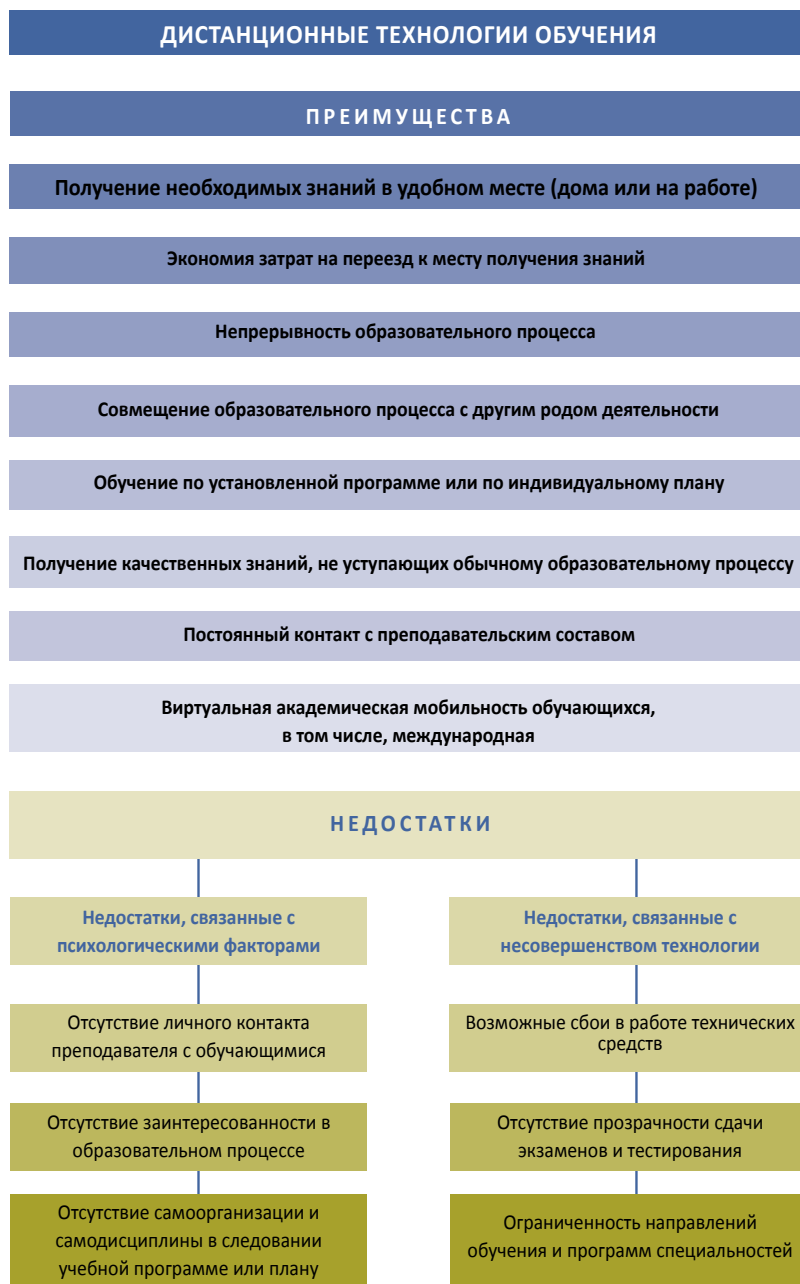 ДИСТАНЦИОННЫЕ ТЕХНОЛОГИИ ОБУЧЕНИЯ
ПРЕИМУЩЕСТВА
Получение необходимых знаний в удобном месте (дома или на работе)
Экономия затрат на переезд к месту получения знаний
Непрерывность образовательного процесса
Совмещение образовательного процесса с другим родом деятельности
Обучение по установленной программе или по индивидуальному плану
Получение качественных знаний, не уступающих обычному образовательному процессу
Постоянный контакт с преподавательским составом
Виртуальная академическая мобильность обучающихся,
в том числе, международная
НЕДОСТАТКИ
Недостатки, связанные с
психологическими факторами
Отсутствие личного контакта
преподавателя с обучающимися
Отсутствие заинтересованности в
образовательном процессе
Отсутствие самоорганизации и
самодисциплины в следовании
учебной программе или плану
Недостатки, связанные с
несовершенством технологии
Возможные сбои в работе технических
средств
Отсутствие прозрачности сдачи
экзаменов и тестирования
Ограниченность направлений
обучения и программ специальностей